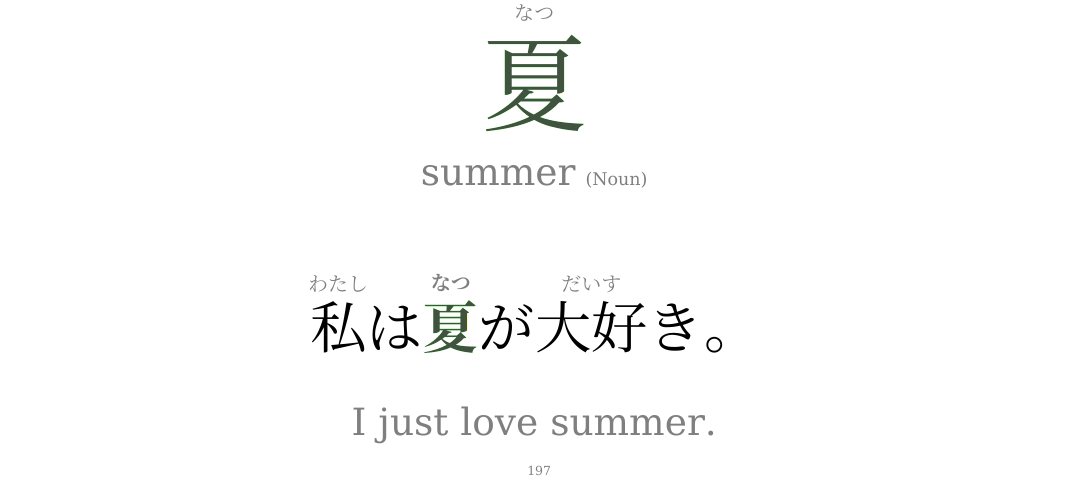 なつ
夏
summer (Noun)
わたし なつ だいす
私は夏が大好き。
I just love summer.
197